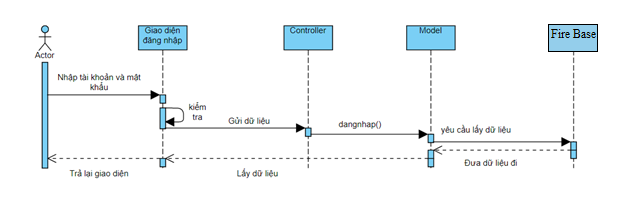 Giao diện
đăng nhập
Controller
Model
Fire Base
Actor
Nhập tài khoản và mật
khẩu
kiểm
tra
Gửi dữ liệu
dangnhap()
yêu cầu lấy dữ liệu
Đưa dữ liệu đi
Lấy dữ liệu
Trả lại giao diện